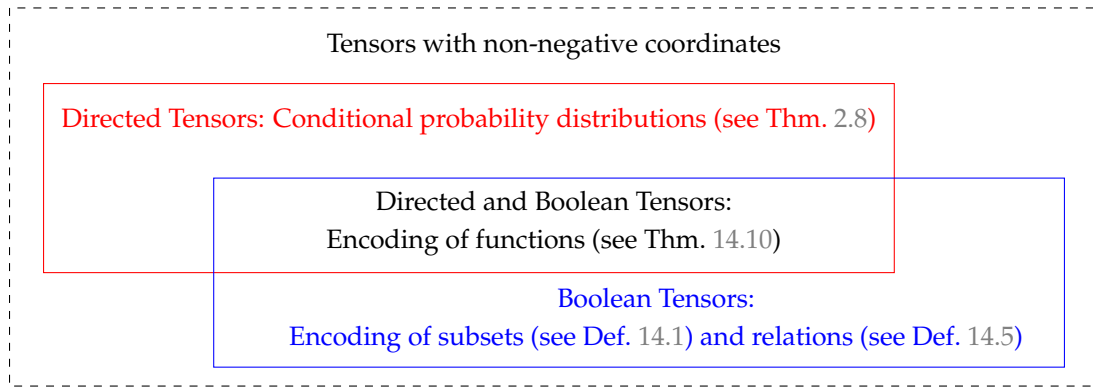 Tensors with non-negative coordinates
Directed Tensors: Conditional probability distributions (see Thm. 2.8)
Directed and Boolean Tensors:
Encoding of functions (see Thm. 14.10)
Boolean Tensors:
Encoding of subsets (see Def. 14.1) and relations (see Def. 14.5)